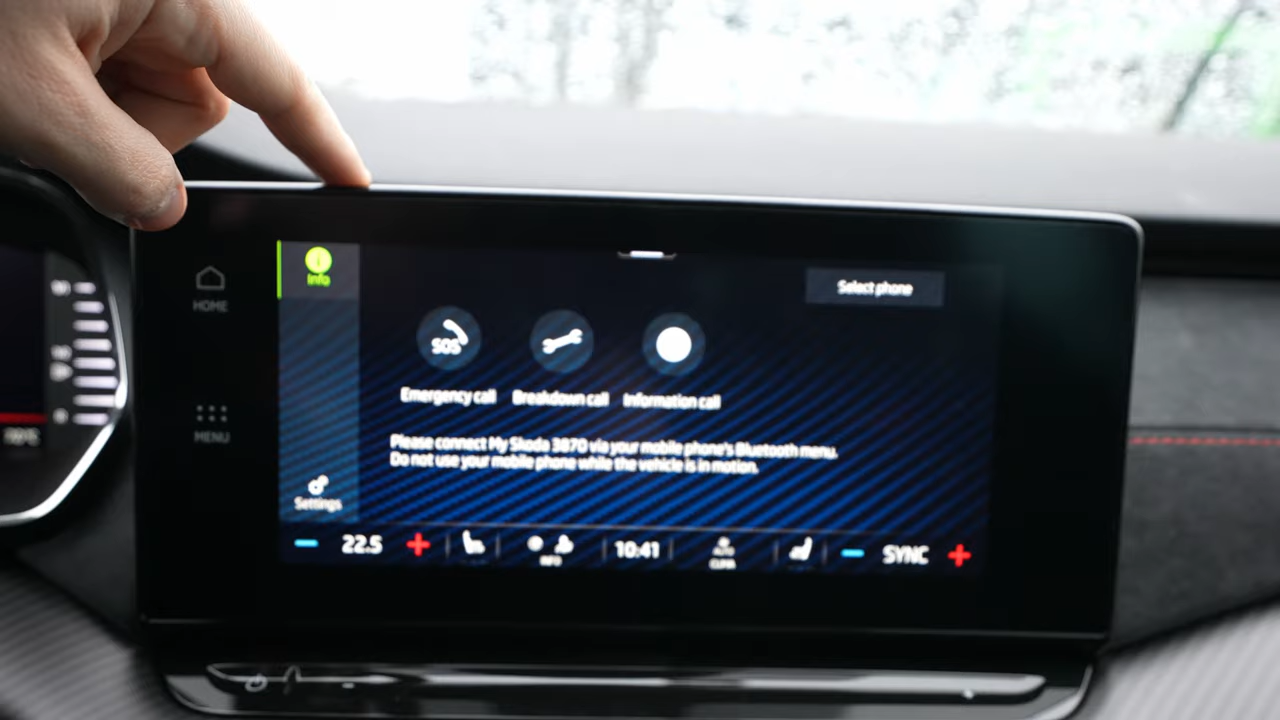 HOME
MENU
Info
Settings
Select phone
SOS
Emergency call
Breakdown call
Information call
Please connect My Skoda 3870 via your mobile phone's Bluetooth menu.
Do not use your mobile phone while the vehicle is in motion.
22.5
10:41
AUTO
CLIMA
SYNC